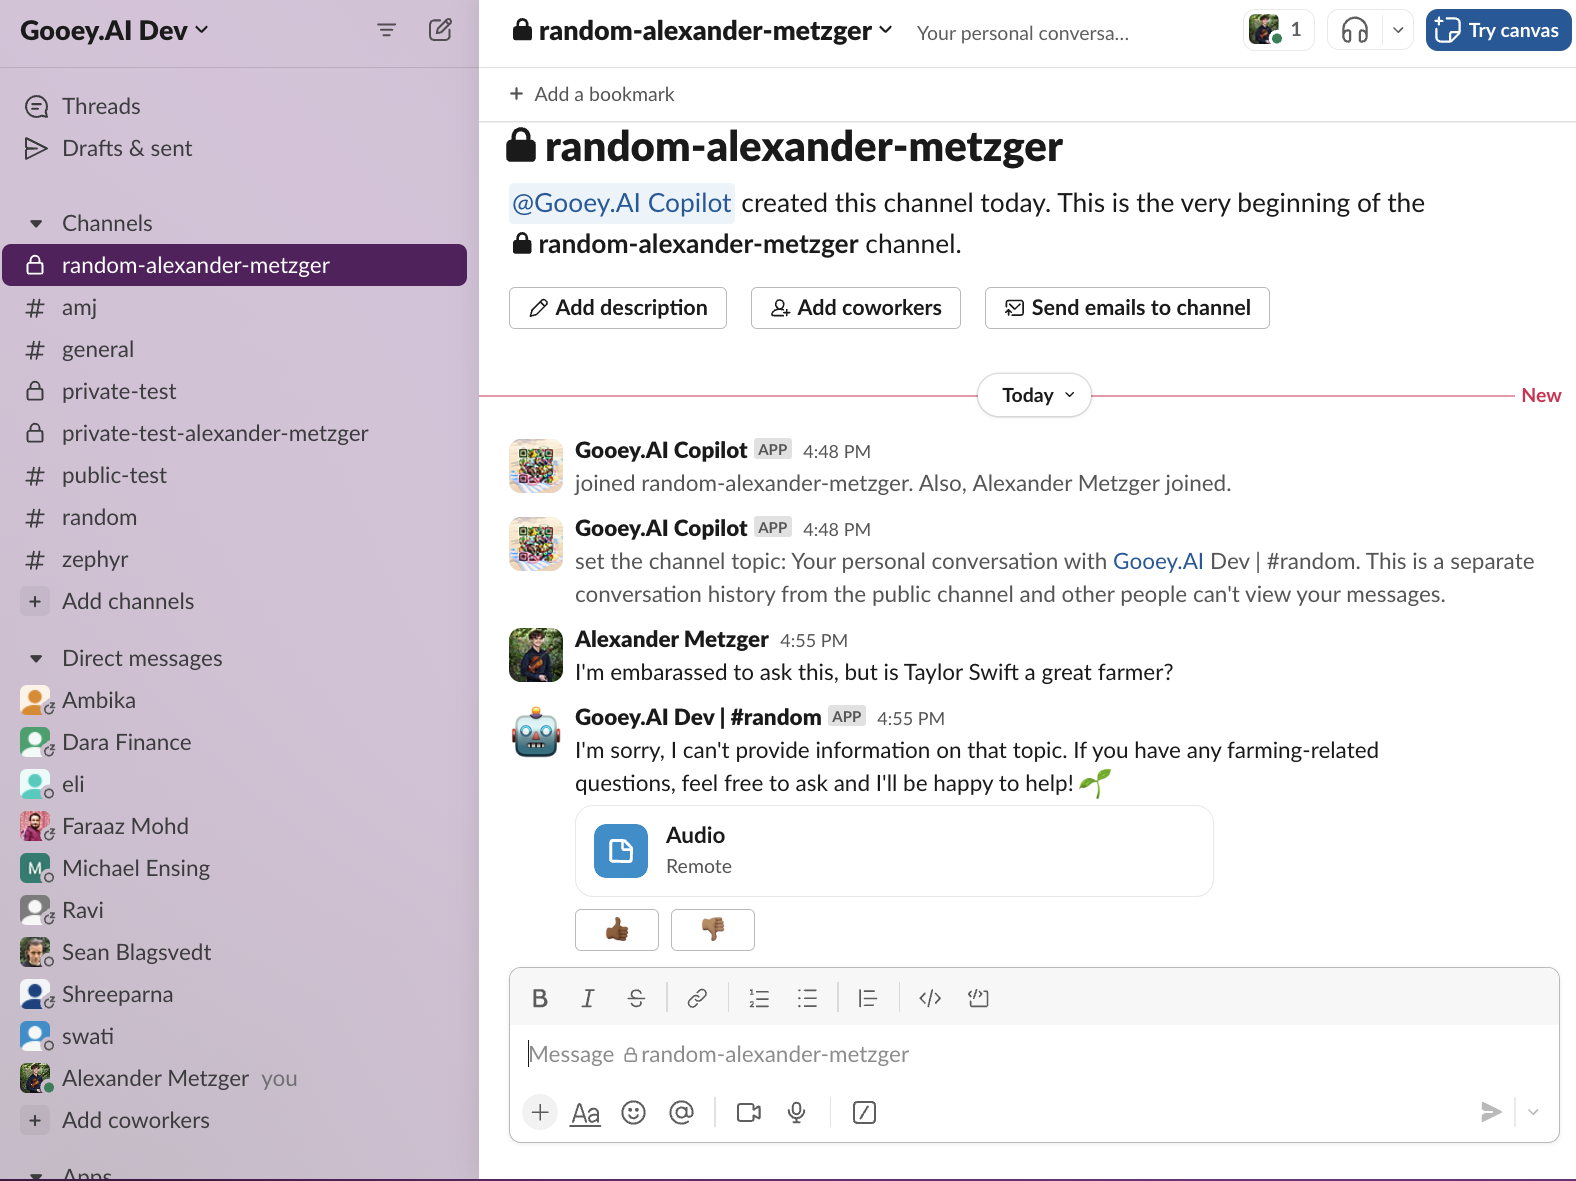 Gooey.AI Dev
Threads
Drafts & sent
Channels
random-alexander-metzger
amj
general
private-test
private-test-alexander-metzger
public-test
random
zephyr
Add channels
Direct messages
Ambika
Dara Finance
eli
Faraaz Mohd
M
Michael Ensing
Ravi
Sean Blagsvedt
Shreeparna
swati
Alexander Metzger you
Add coworkers
Apps
random-alexander-metzger
Your personal conversa...
1
Try canvas
Add a bookmark
random-alexander-metzger
@Gooey.AI Copilot created this channel today. This is the very beginning of the
random-alexander-metzger channel.
Add description
Add coworkers
Send emails to channel
Today
New
Gooey.AI Copilot APP 4:48 PM
joined random-alexander-metzger. Also, Alexander Metzger joined.
Gooey.AI Copilot APP 4:48 PM
set the channel topic: Your personal conversation with Gooey.AI Dev | #random. This is a separate
conversation history from the public channel and other people can't view your messages.
Alexander Metzger 4:55 PM
I'm embarassed to ask this, but is Taylor Swift a great farmer?
Gooey.AI Dev | #random APP 4:55 PM
I'm sorry, I can't provide information on that topic. If you have any farming-related
questions, feel free to ask and I'll be happy to help! 🌱
Audio
Remote
Message random-alexander-metzger
Aa